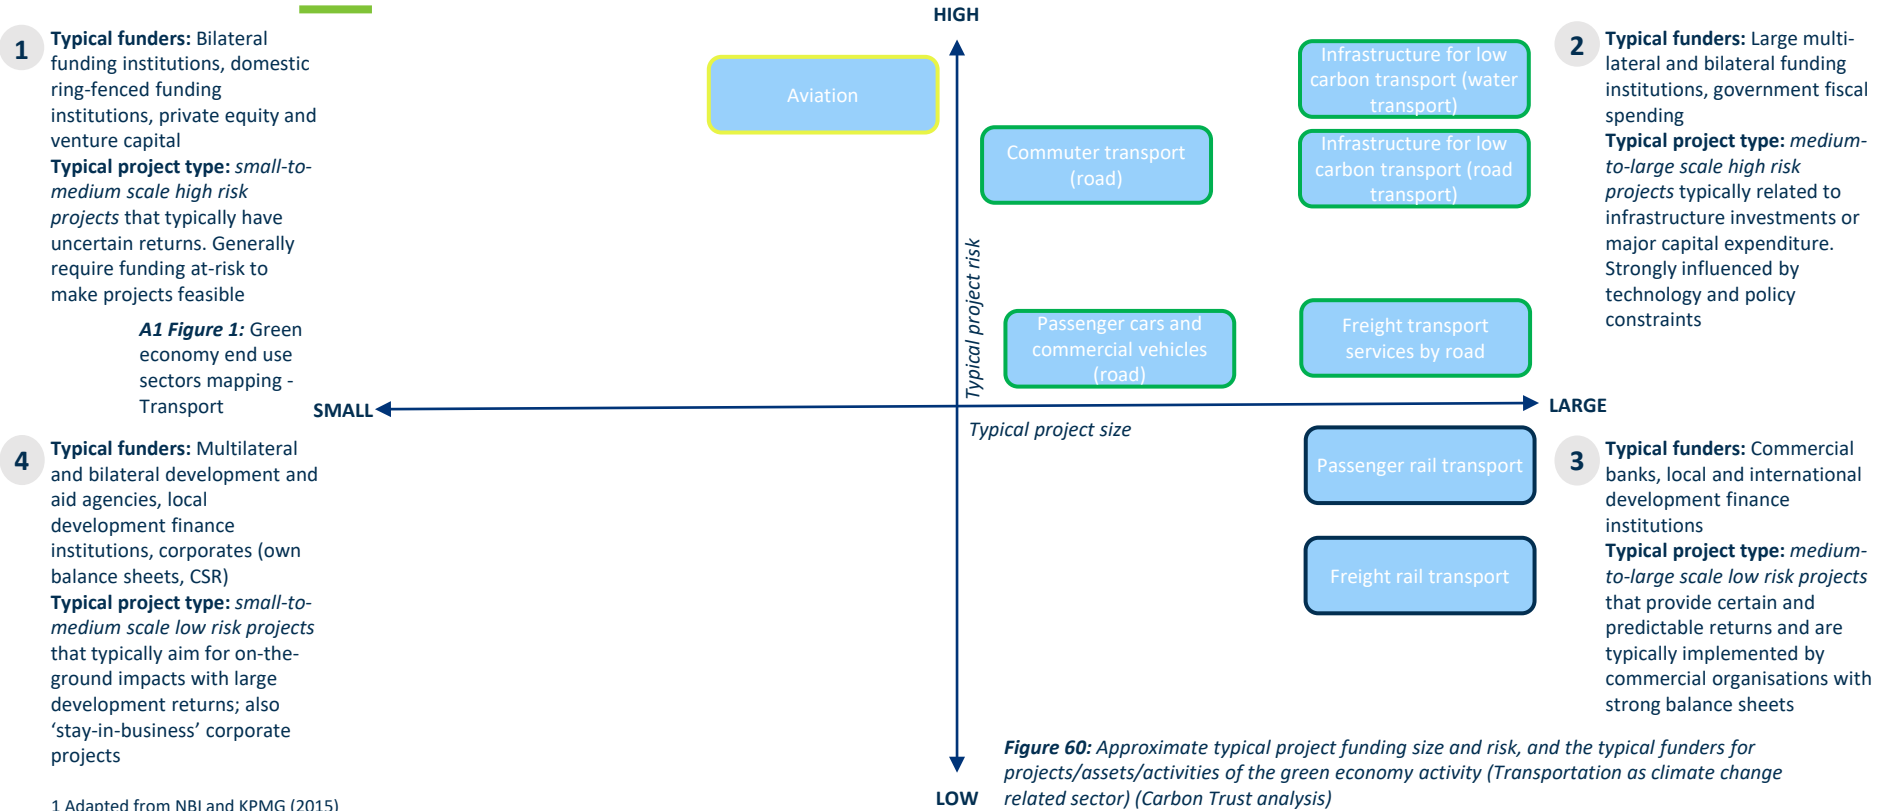 HIGH
1
Typical funders: Bilateral
funding institutions, domestic
ring-fenced funding
institutions, private equity and
venture capital
Typical project type: small-to-
medium scale high risk
projects that typically have
uncertain returns. Generally
require funding at-risk to
make projects feasible
A1 Figure 1: Green
economy end use
sectors mapping -
Transport
Aviation
Commuter transport
(road)
Infrastructure for low
carbon transport (water
transport)
Infrastructure for low
carbon transport (road
transport)
Passenger cars and
commercial vehicles
(road)
Freight transport
services by road
Typical project risk
2
Typical funders: Large multi-
lateral and bilateral funding
institutions, government fiscal
spending
Typical project type: medium-
to-large scale high risk
projects typically related to
infrastructure investments or
major capital expenditure.
Strongly influenced by
technology and policy
constraints
SMALL
LARGE
Typical project size
4
Typical funders: Multilateral
and bilateral development and
aid agencies, local
development finance
institutions, corporates (own
balance sheets, CSR)
Typical project type: small-to-
medium scale low risk projects
that typically aim for on-the-
ground impacts with large
development returns; also
‘stay-in-business’ corporate
projects
Passenger rail transport
Freight rail transport
3
Typical funders: Commercial
banks, local and international
development finance
institutions
Typical project type: medium-
to-large scale low risk projects
that provide certain and
predictable returns and are
typically implemented by
commercial organisations with
strong balance sheets
LOW
Figure 60: Approximate typical project funding size and risk, and the typical funders for
projects/assets/activities of the green economy activity (Transportation as climate change
related sector) (Carbon Trust analysis)
1 Adapted from NBI and KPMG (2015)